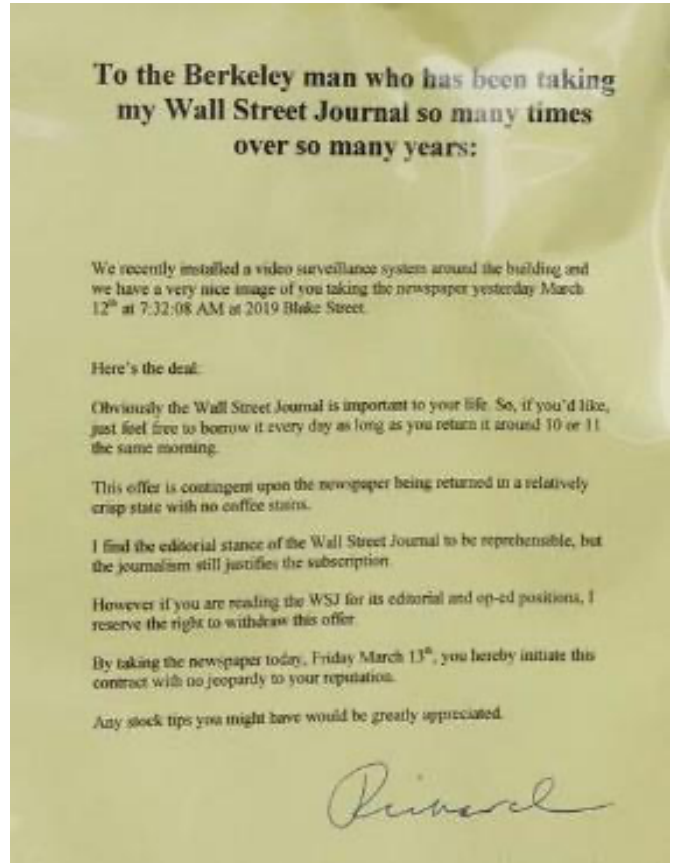 To the Berkeley man who has been taking
my Wall Street Journal so many times
over so many years:
We recently installed a video surveillance system around the building and
we have a very nice image of you taking the newspaper yesterday March
12th at 7:32:08 AM at 2019 Blake Street.
Here's the deal:
Obviously the Wall Street Journal is important to your life. So, if you'd like,
just feel free to borrow it every day as long as you return it around 10 or 11
the same morning.
This offer is contingent upon the newspaper being returned in a relatively
crisp state with no coffee stains.
I find the editorial stance of the Wall Street Journal to be reprehensible, but
the journalism still justifies the subscription.
However if you are reading the WSJ for its editorial and op-ed positions, I
reserve the right to withdraw this offer.
By taking the newspaper today, Friday March 13th, you hereby initiate this
contract with no jeopardy to your reputation.
Any stock tips you might have would be greatly appreciated.
Richard